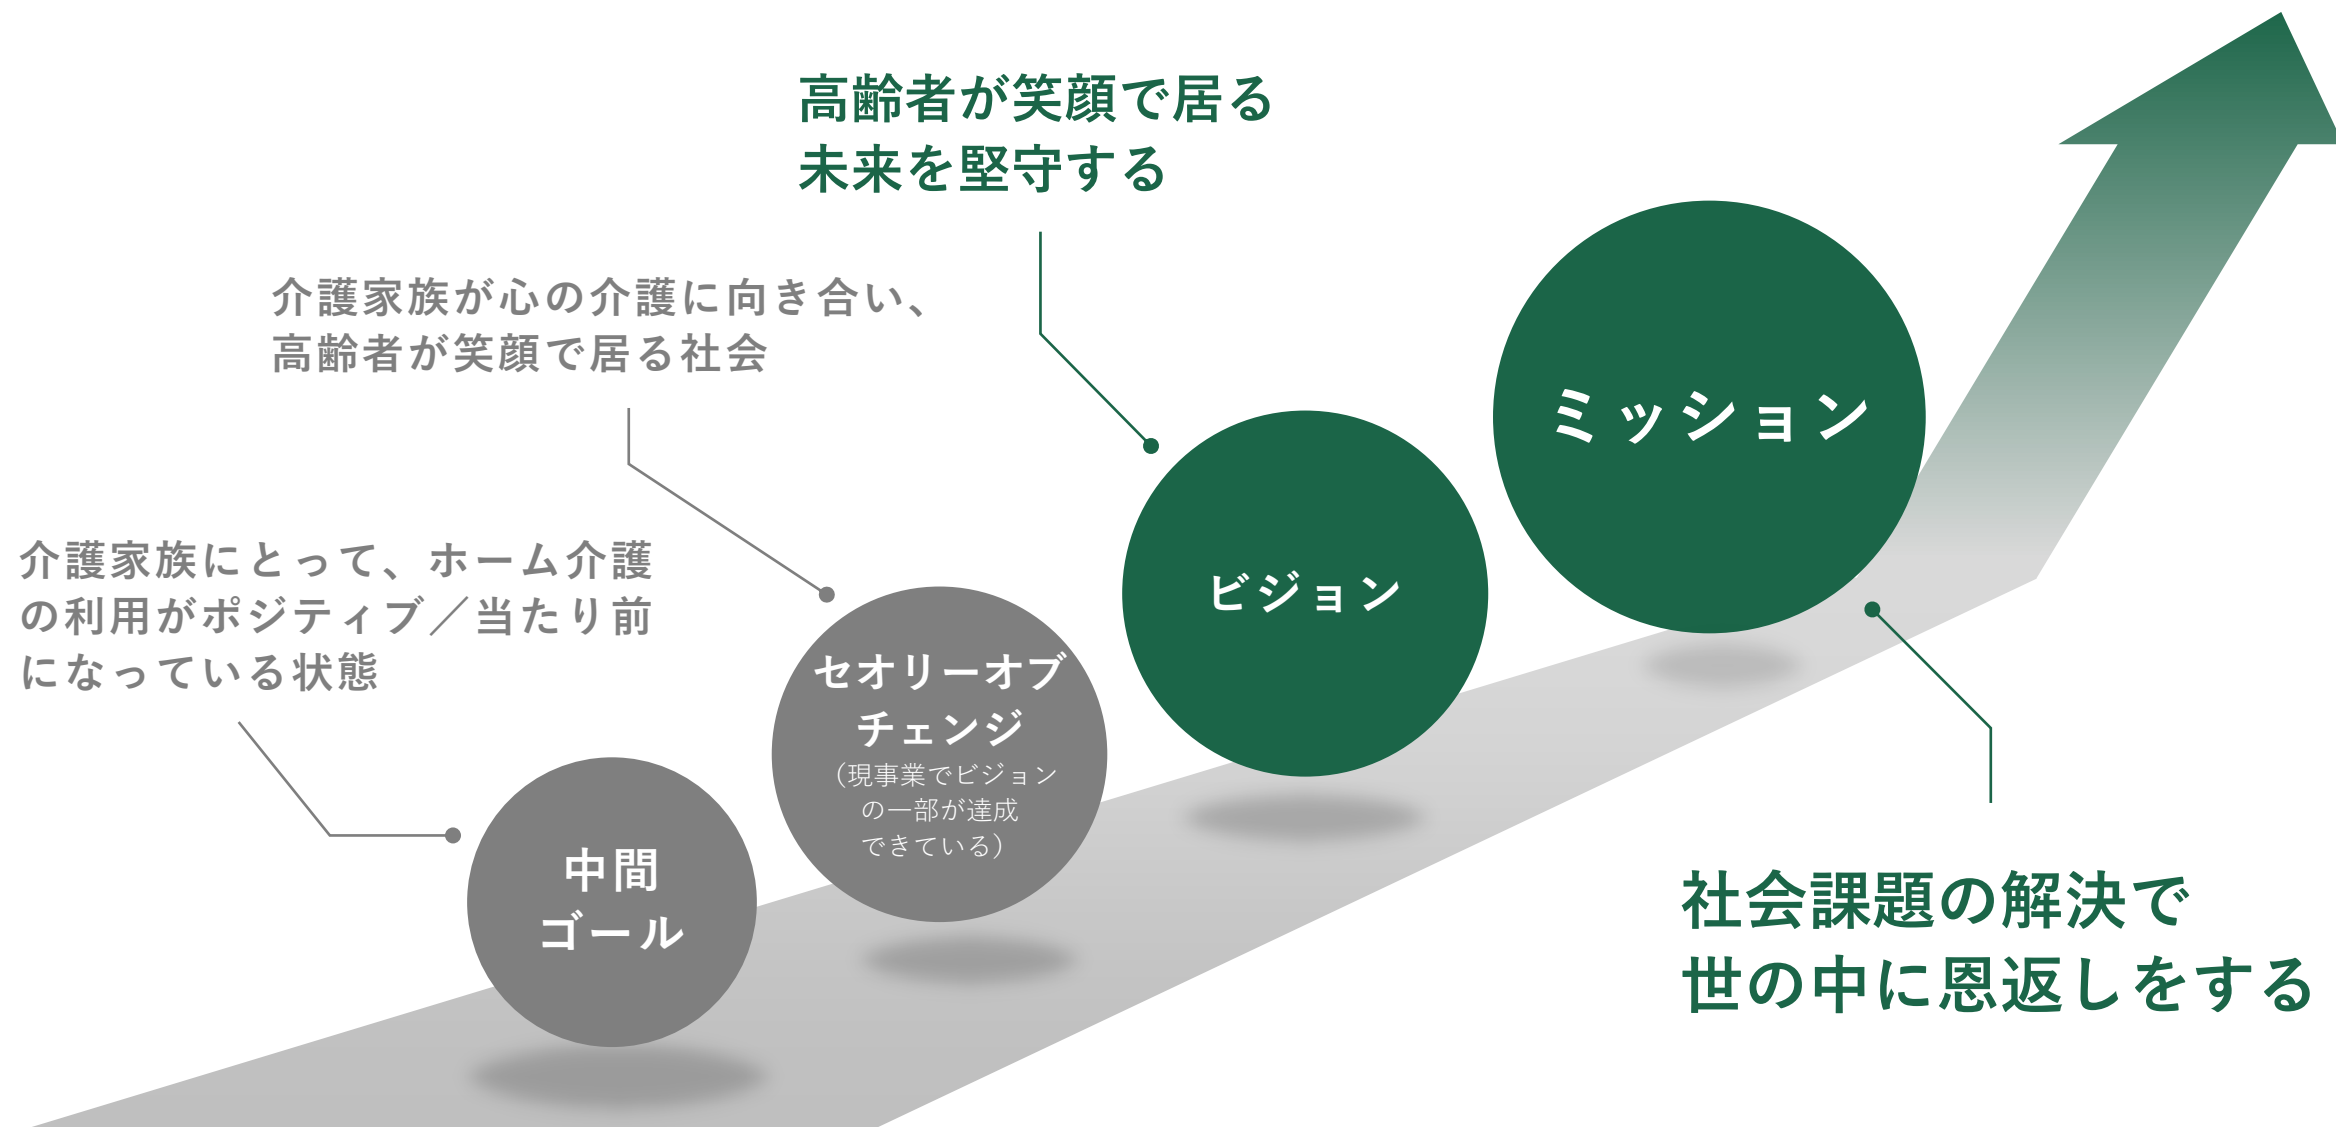 高齢者が笑顔で居る
未来を堅守する
介護家族が心の介護に向き合い、
高齢者が笑顔で居る社会
介護家族にとって、ホーム介護
の利用がポジティブ／当たり前
になっている状態
ミッション
ビジョン
セオリーオブ
チェンジ
（現事業でビジョン
の一部が達成
できている）
中間
ゴール
社会課題の解決で
世の中に恩返しをする